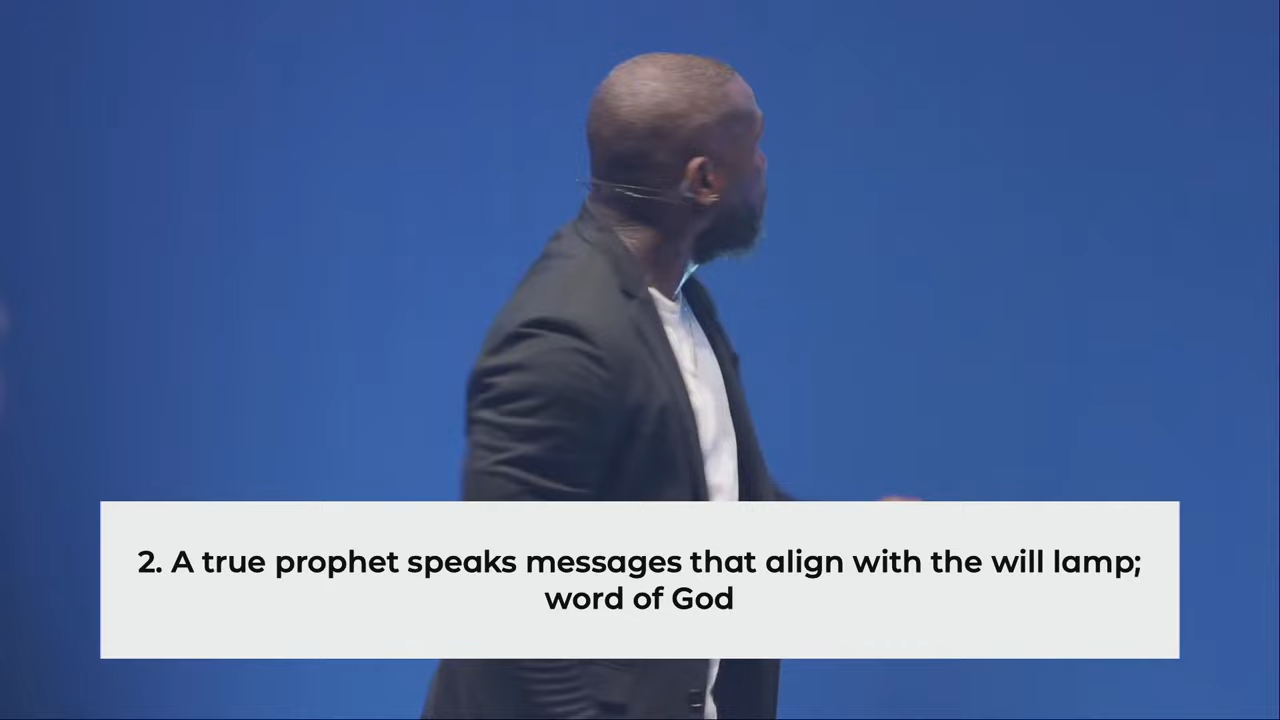 2. A true prophet speaks messages that align with the will lamp;
word of God